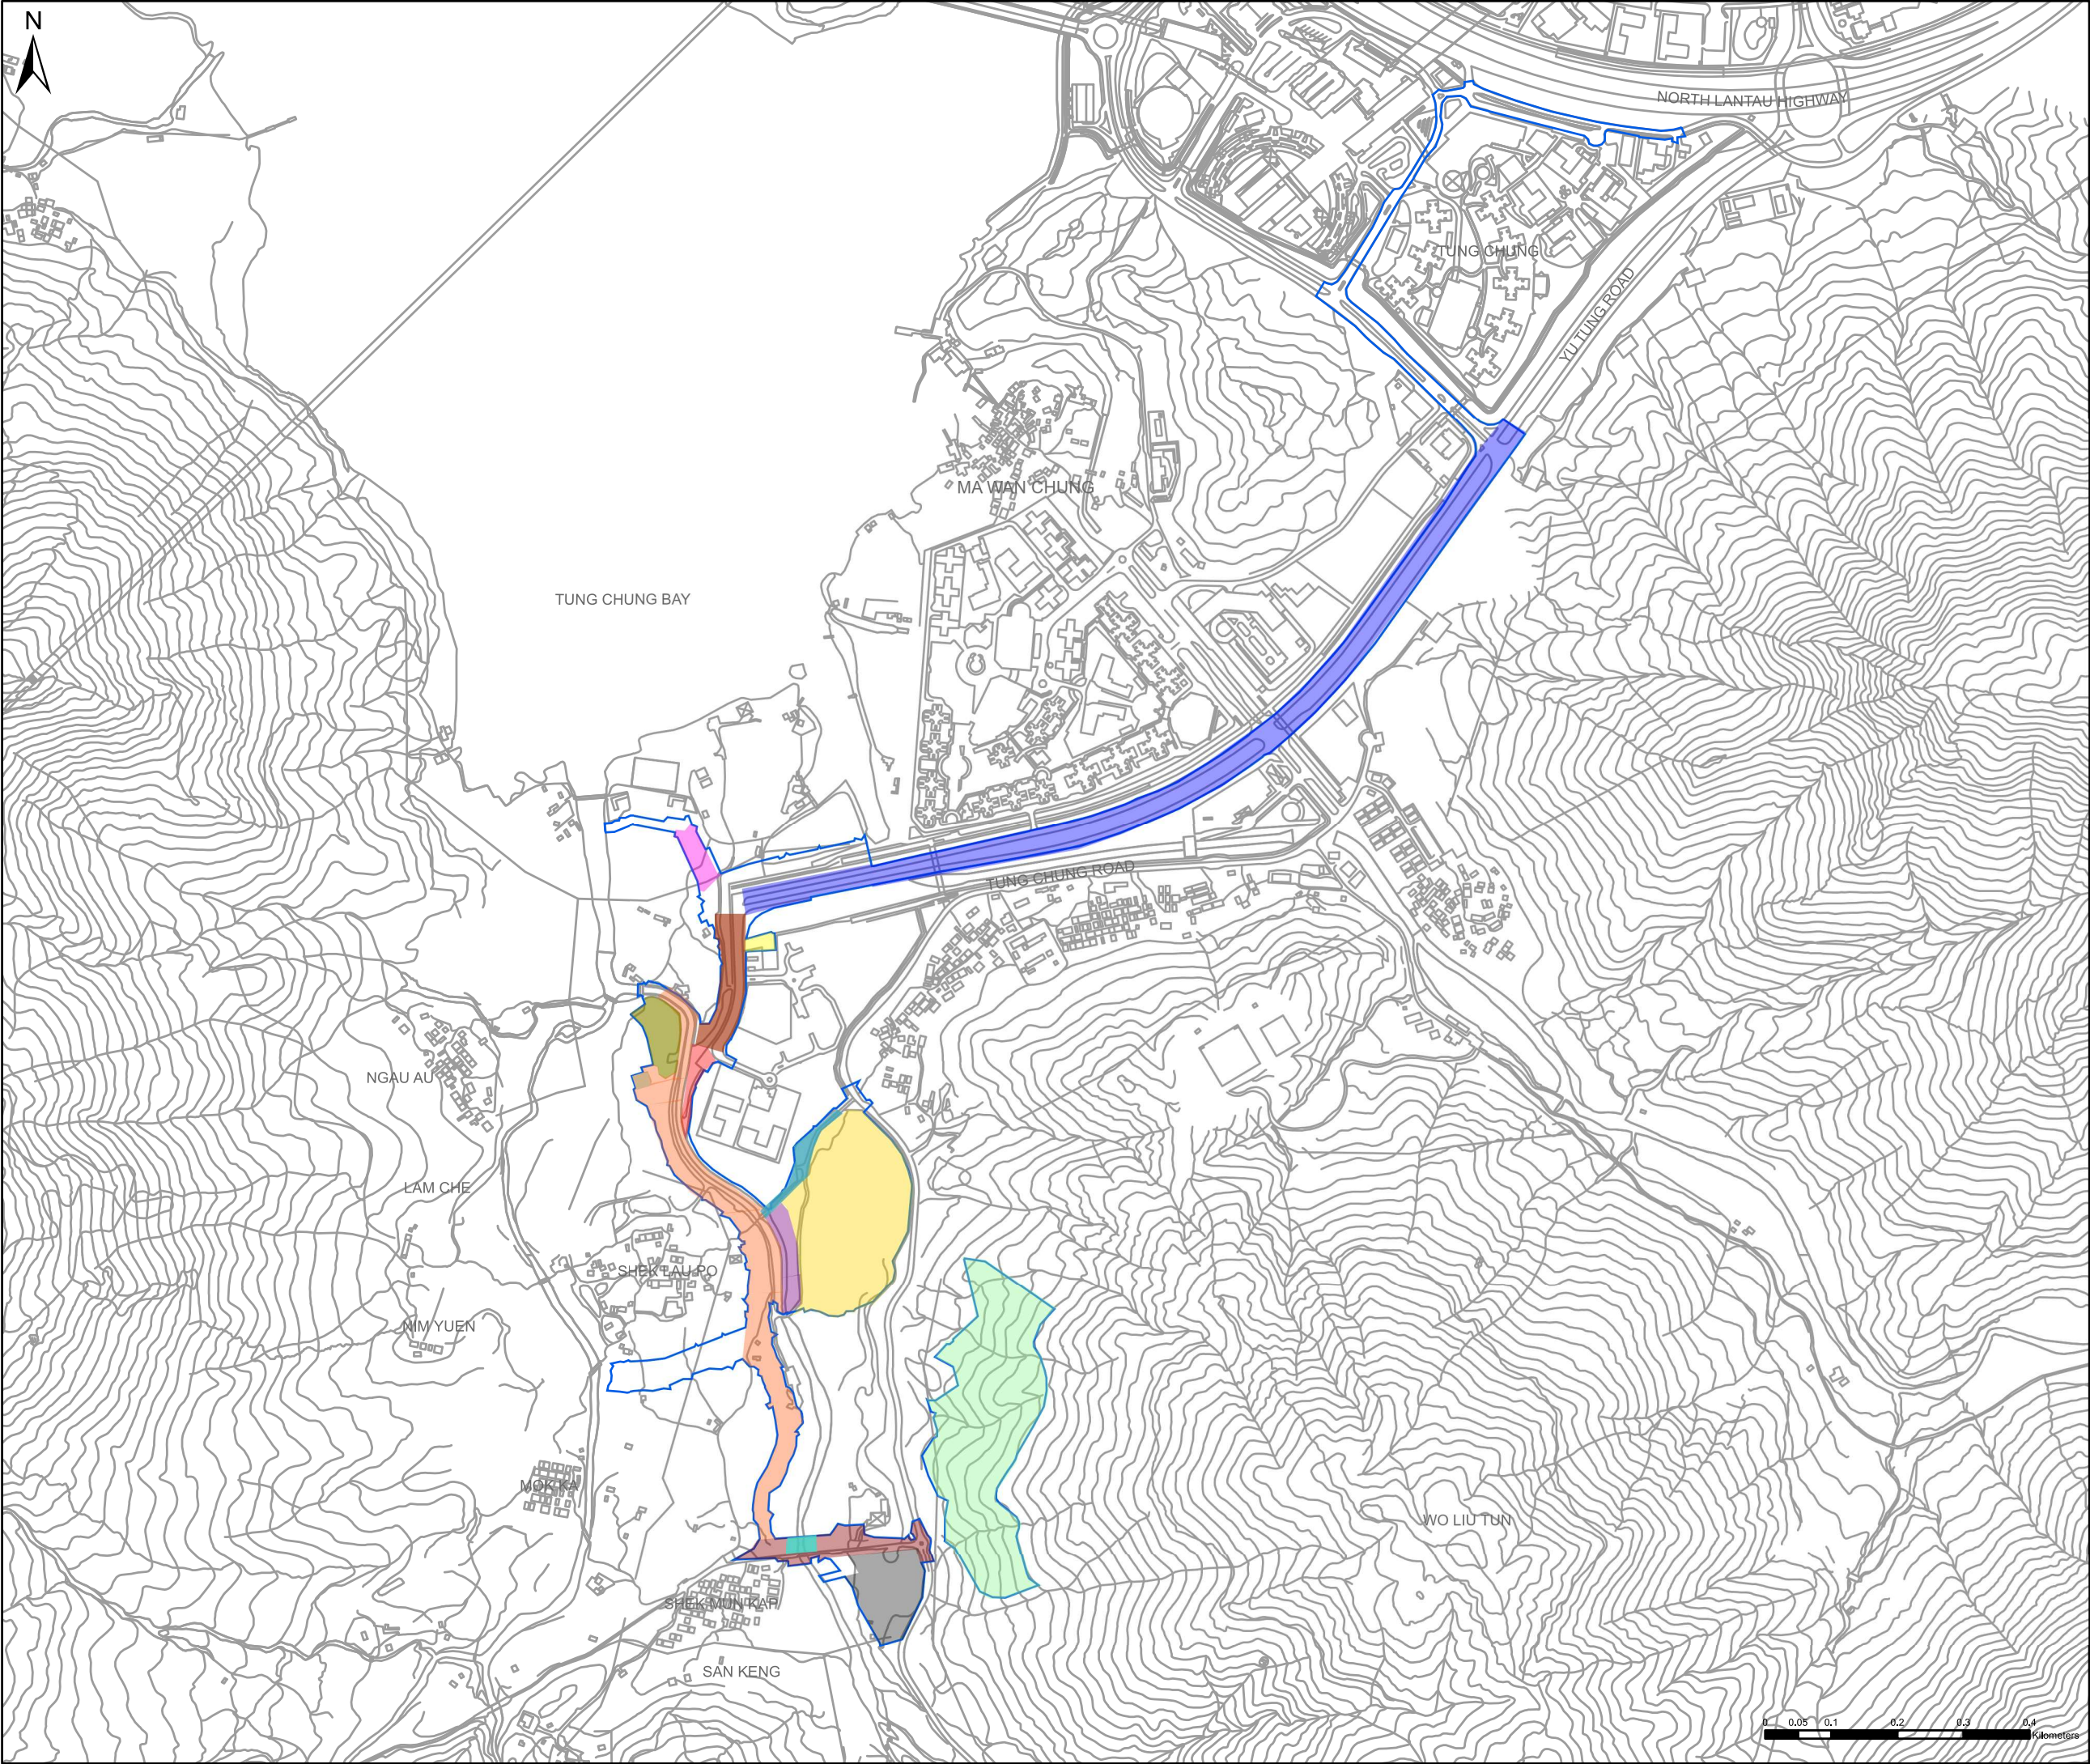 N
NORTH LANTAU HIGHWAY
TUNG CHUNG
YU TUNG ROAD
MA WAN CHUNG
TUNG CHUNG BAY
TUNG CHUNG ROAD
NGAU AU
LAM CHE
SHEK LAU PO
NIM YUEN
MOK KA
WO LIU TUN
SHEK MUN KAP
SAN KENG
0 0.05 0.1 0.2 0.3 0.4
Kilometers